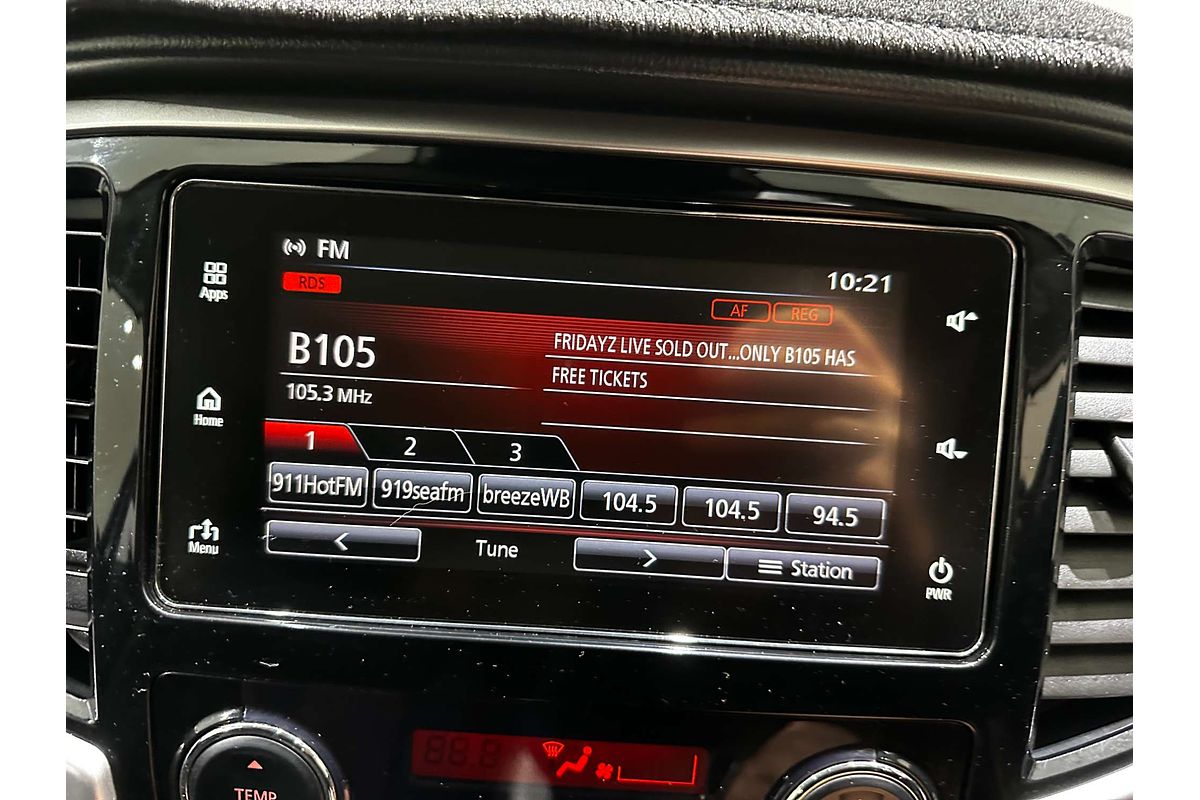 FM
10:21
Apps
RDS
AF REG
B105
FRIDAYZ LIVE SOLD OUT...ONLY B105 HAS
FREE TICKETS
105.3 MHz
Home
1 2 3
911HotFM 919seafm breezeWB 104.5 104.5 94.5
Menu
< Tune > Station
PWR
TEMP